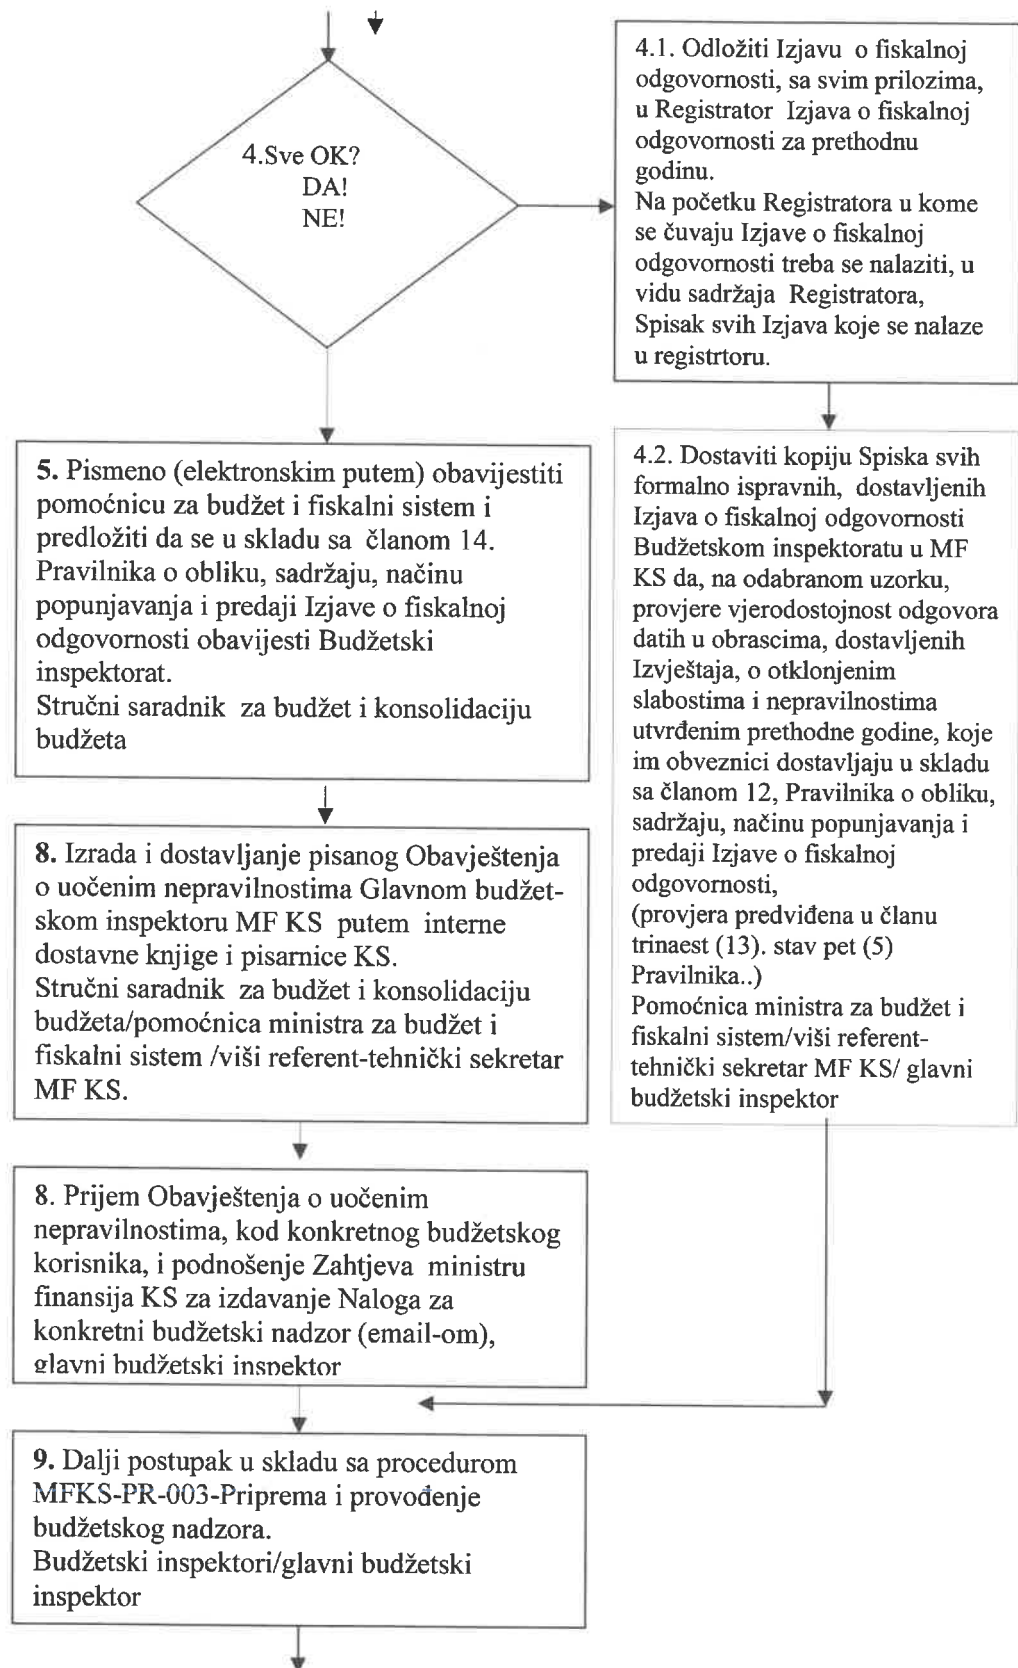 4.Sve OK?
DA!
NE!
4.1. Odložiti Izjavu o fiskalnoj
odgovornosti, sa svim prilozima,
u Registrator Izjava o fiskalnoj
odgovornosti za prethodnu
godinu.
Na početku Registratora u kome
se čuvaju Izjave o fiskalnoj
odgovornosti treba se nalaziti, u
vidu sadržaja Registratora,
Spisak svih Izjava koje se nalaze
u registrtoru.
5. Pismeno (elektronskim putem) obavijestiti
pomoćnicu za budžet i fiskalni sistem i
predložiti da se u skladu sa članom 14.
Pravilnika o obliku, sadržaju, načinu
popunjavanja i predaji Izjave o fiskalnoj
odgovornosti obavijesti Budžetski
inspektorat.
Stručni saradnik za budžet i konsolidaciju
budžeta
4.2. Dostaviti kopiju Spiska svih
formalno ispravnih, dostavljenih
Izjava o fiskalnoj odgovornosti
Budžetskom inspektoratu u MF
KS da, na odabranom uzorku,
provjere vjerodostojnost odgovora
datih u obrascima, dostavljenih
Izvještaja, o otklonjenim
slabostima i nepravilnostima
utvrđenim prethodne godine, koje
im obveznici dostavljaju u skladu
sa članom 12, Pravilnika o obliku,
sadržaju, načinu popunjavanja i
predaji Izjave o fiskalnoj
odgovornosti,
(provjera predviđena u članu
trinaest (13). stav pet (5)
Pravilnika..)
Pomoćnica ministra za budžet i
fiskalni sistem/viši referent-
tehnički sekretar MF KS/ glavni
budžetski inspektor
8. Izrada i dostavljanje pisanog Obavještenja
o uočenim nepravilnostima Glavnom budžet-
skom inspektoru MF KS putem interne
dostavne knjige i pisarnice KS.
Stručni saradnik za budžet i konsolidaciju
budžeta/pomoćnica ministra za budžet i
fiskalni sistem /viši referent-tehnički sekretar
MF KS.
8. Prijem Obavještenja o uočenim
nepravilnostima, kod konkretnog budžetskog
korisnika, i podnošenje Zahtjeva ministru
finansija KS za izdavanje Naloga za
konkretni budžetski nadzor (email-om),
glavni budžetski inspektor
9. Dalji postupak u skladu sa procedurom
MFKS-PR-003-Priprema i provođenje
budžetskog nadzora.
Budžetski inspektori/glavni budžetski
inspektor